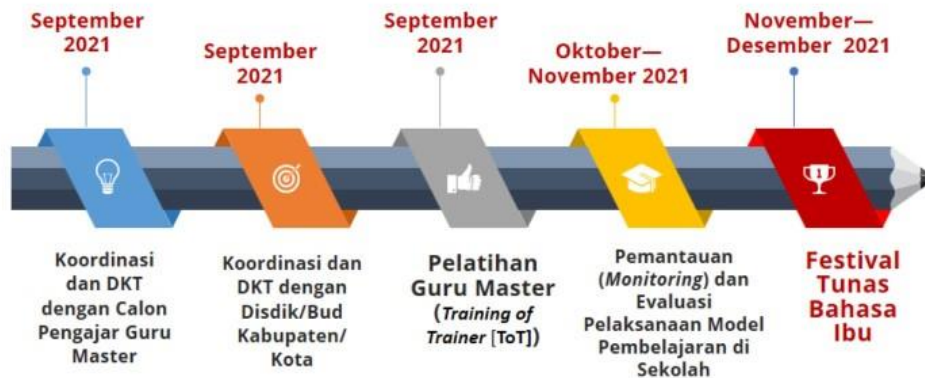 September
2021
September
2021
September
2021
Oktober—
November 2021
November—
Desember 2021
1
Koordinasi
dan DKT
dengan Calon
Pengajar Guru
Master
Koordinasi dan
DKT dengan
Disdik/Bud
Kabupaten/
Kota
Pelatihan
Guru Master
(Training of
Trainer [ToT])
Pemantauan
(Monitoring) dan
Evaluasi
Pelaksanaan Model
Pembelajaran di
Sekolah
Festival
Tunas
Bahasa
Ibu